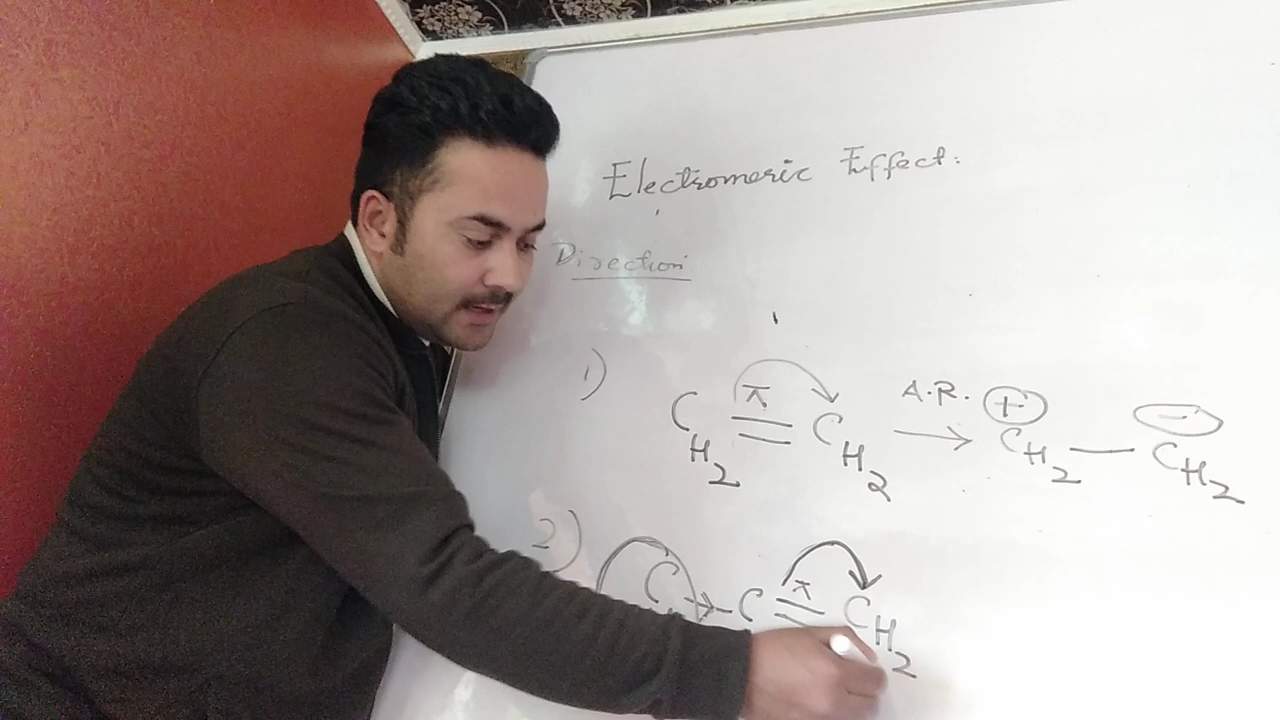 Electromeric Effect:
Direction
1) CH2 π = CH2 A.R. → ⊕ CH2 — ⊖ CH2
2) C → C π = CH2